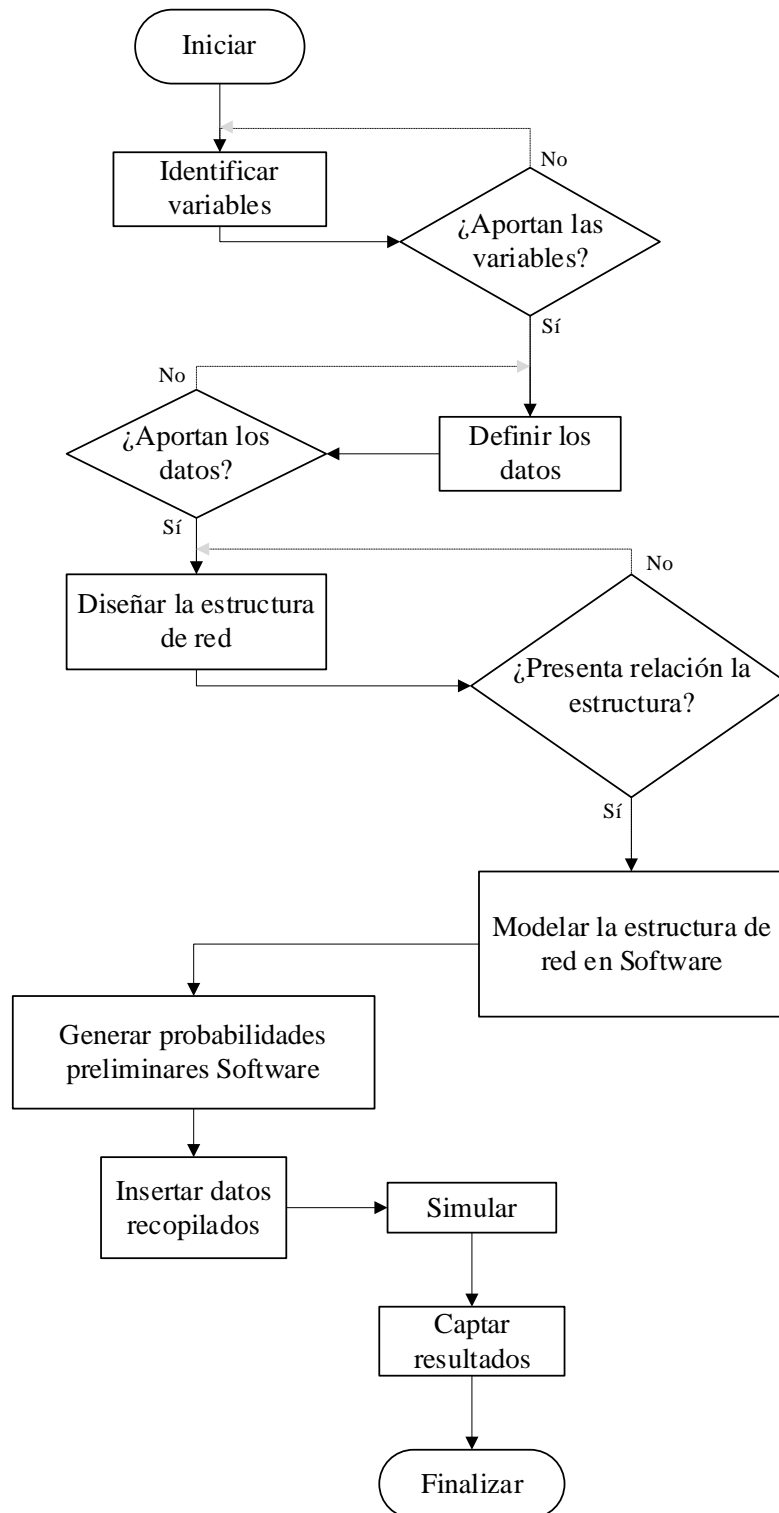 Iniciar
No
Identificar
variables
¿Aportan las
variables?
Sí
No
¿Aportan los
datos?
Definir los
datos
Sí
No
Diseñar la estructura
de red
¿Presenta relación la
estructura?
Sí
Modelar la estructura de
red en Software
Generar probabilidades
preliminares Software
Insertar datos
recopilados
Simular
Captar
resultados
Finalizar